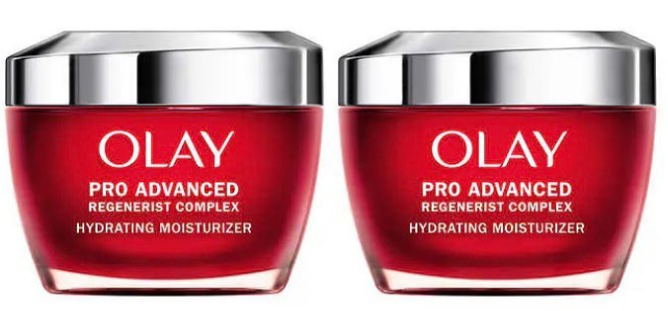 OLAY
PRO ADVANCED
REGENERIST COMPLEX
HYDRATING MOISTURIZER
OLAY
PRO ADVANCED
REGENERIST COMPLEX
HYDRATING MOISTURIZER